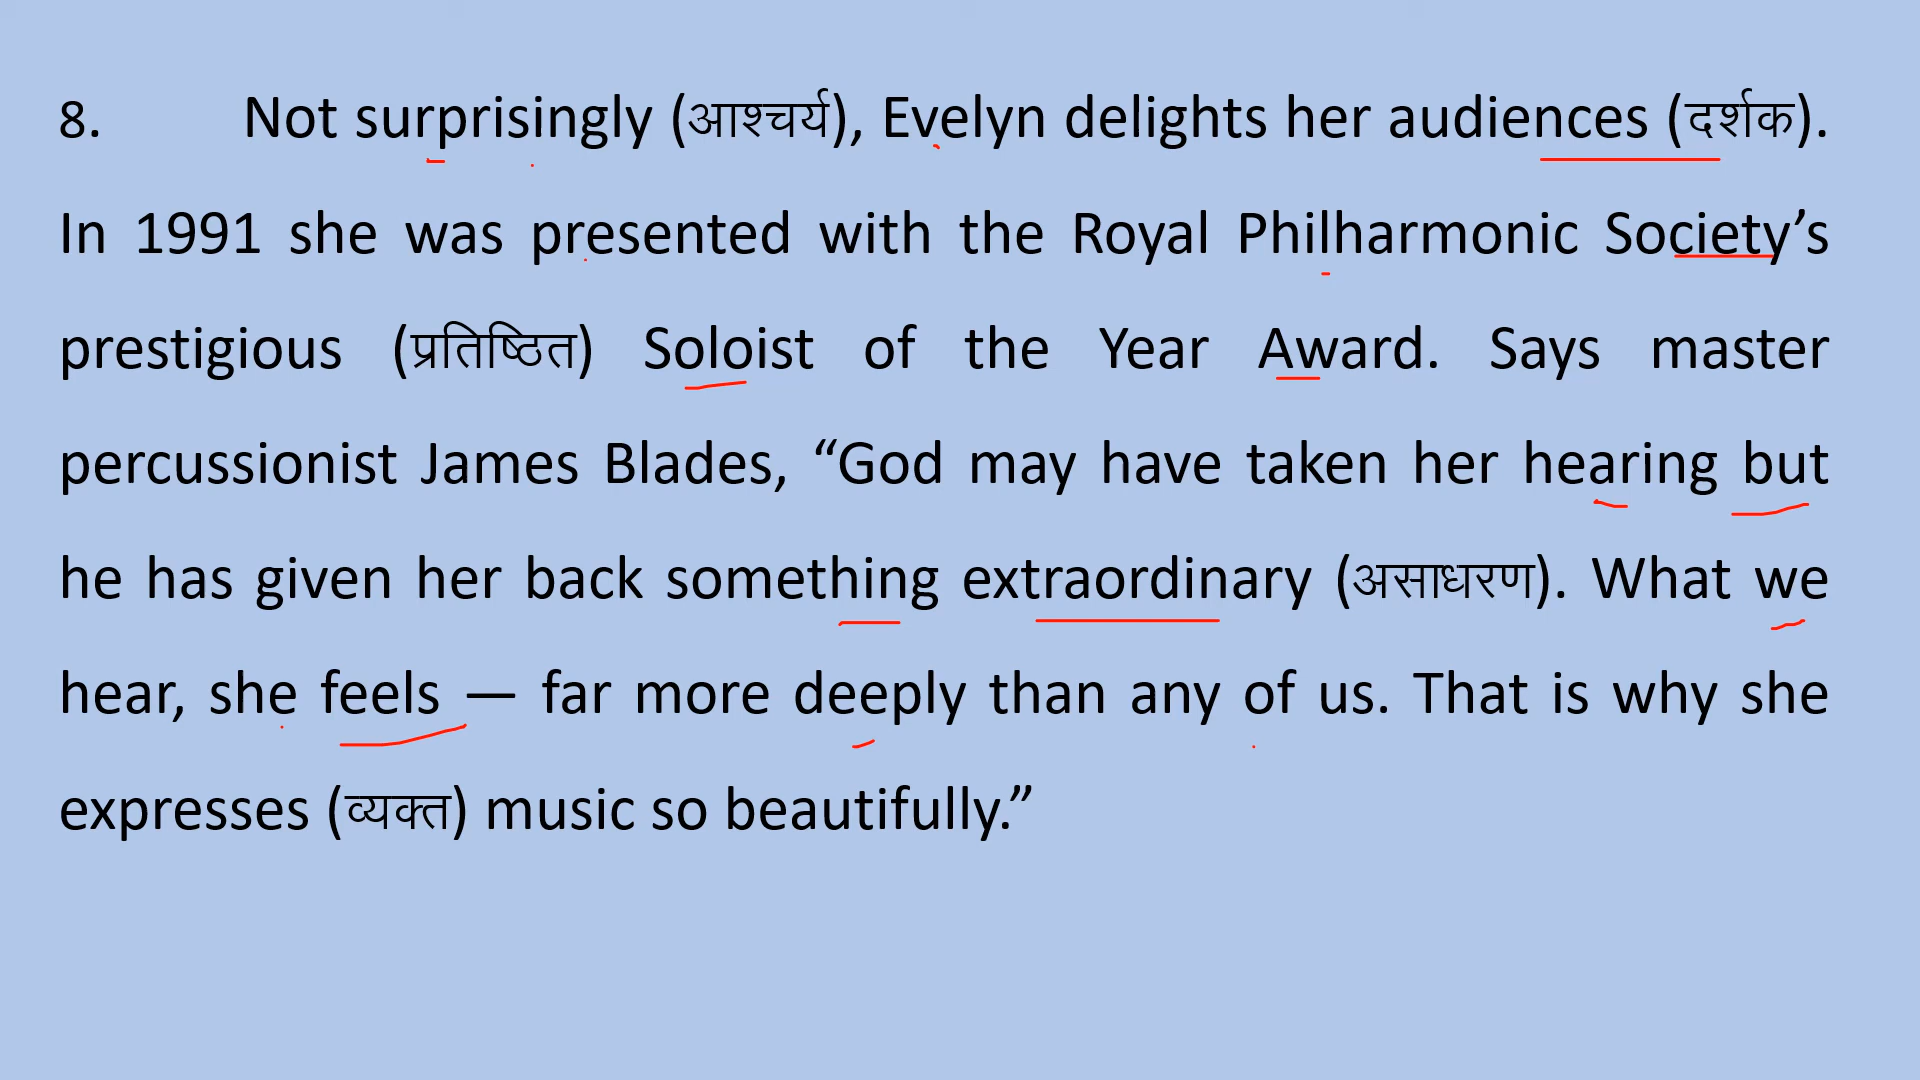 8. Not surprisingly (आश्चर्य), Evelyn delights her audiences (दर्शक).
In 1991 she was presented with the Royal Philharmonic Society’s
prestigious (प्रतिष्ठित) Soloist of the Year Award. Says master
percussionist James Blades, “God may have taken her hearing but
he has given her back something extraordinary (असाधरण). What we
hear, she feels — far more deeply than any of us. That is why she
expresses (व्यक्त) music so beautifully.”